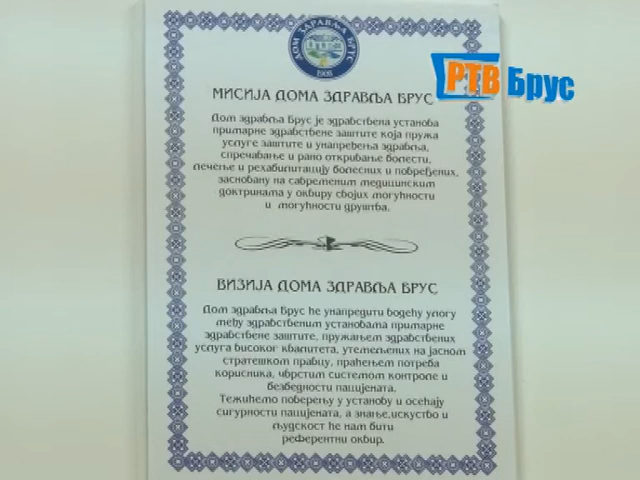 ДОМ ЗДРАВЉА БРУС
РТВ Брус
МИСИЈА ДОМА ЗДРАВЉА БРУС
Дом здравља Брус је здравствена установа
примарне здравствене заштите која пружа
услуге заштите и унапређења здравља,
спречавање и рано откривање болести,
лечење и рехабилитацију болесних и повређених,
засновану на савременим медицинским
доктринама у оквиру својих могућности
и могућности друштва.
ВИЗИЈА ДОМА ЗДРАВЉА БРУС
Дом здравља Брус ће унапредити водећу улогу
међу здравственим установама примарне
здравствене заштите, пружањем здравствених
услуга високог квалитета, утемељених на јасном
стратешком правцу, праћењем потреба
корисника, чврстим системом контроле и
безбедности пацијената.
Тежићемо поверењу у установу и осећају
сигурности пацијената, а знање,искуство и
људскост ће нам бити
референтни оквир.